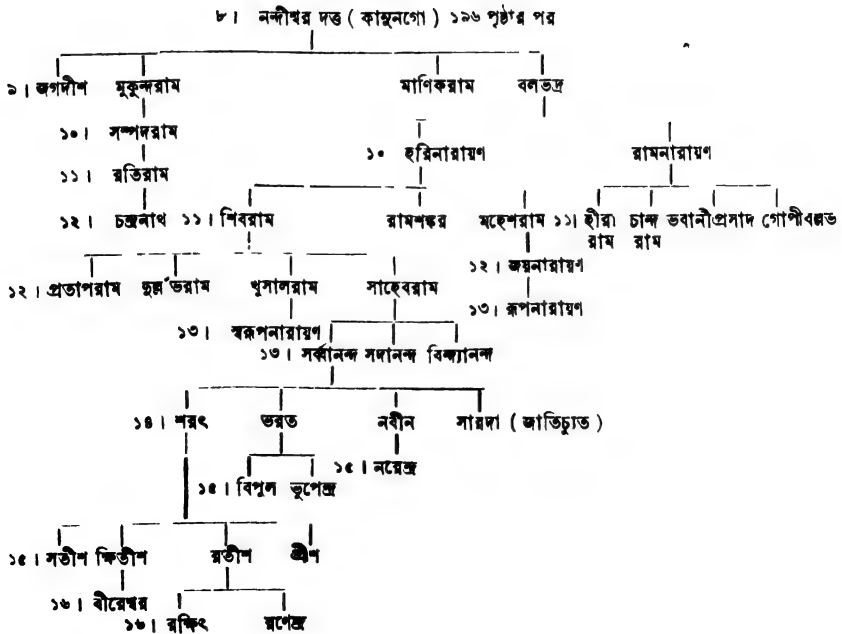 ৮। নন্দীশ্বর দত্ত ( কানুনগো ) ১৯৬ পৃষ্ঠার পর
৯। জগদীশ মুকুন্দরাম মাণিকরাম বলভদ্র
১০। সম্পদরাম ১০ হরিনারায়ণ রামনারায়ণ
১১। রতিরাম
১২। চন্দ্রনাথ ১১। শিবরাম রামশঙ্কর মহেশরাম ১১। হীরা চান্দ ভবানীপ্রসাদ গোপীবল্লভ
রাম রাম
১২। জয়নারায়ণ
১২। প্রতাপরাম দুর্ল্লভরাম খুসালরাম সাহেবরাম
১৩। রূপনারায়ণ
১৩। স্বরূপনারায়ণ
১৩। সর্ব্বানন্দ সদানন্দ বিদ্যানন্দ
১৪। শরৎ ভরত নবীন সারদা ( জাতিচ্যুত )
১৫। বিপুল ভূপেন্দ্র ১৫। নরেন্দ্র
১৫। সতীশ ক্ষিতীশ রতীশ শ্রীশ
১৬। বীরেশ্বর
১৬। রক্ষিৎ রণেন্দ্র